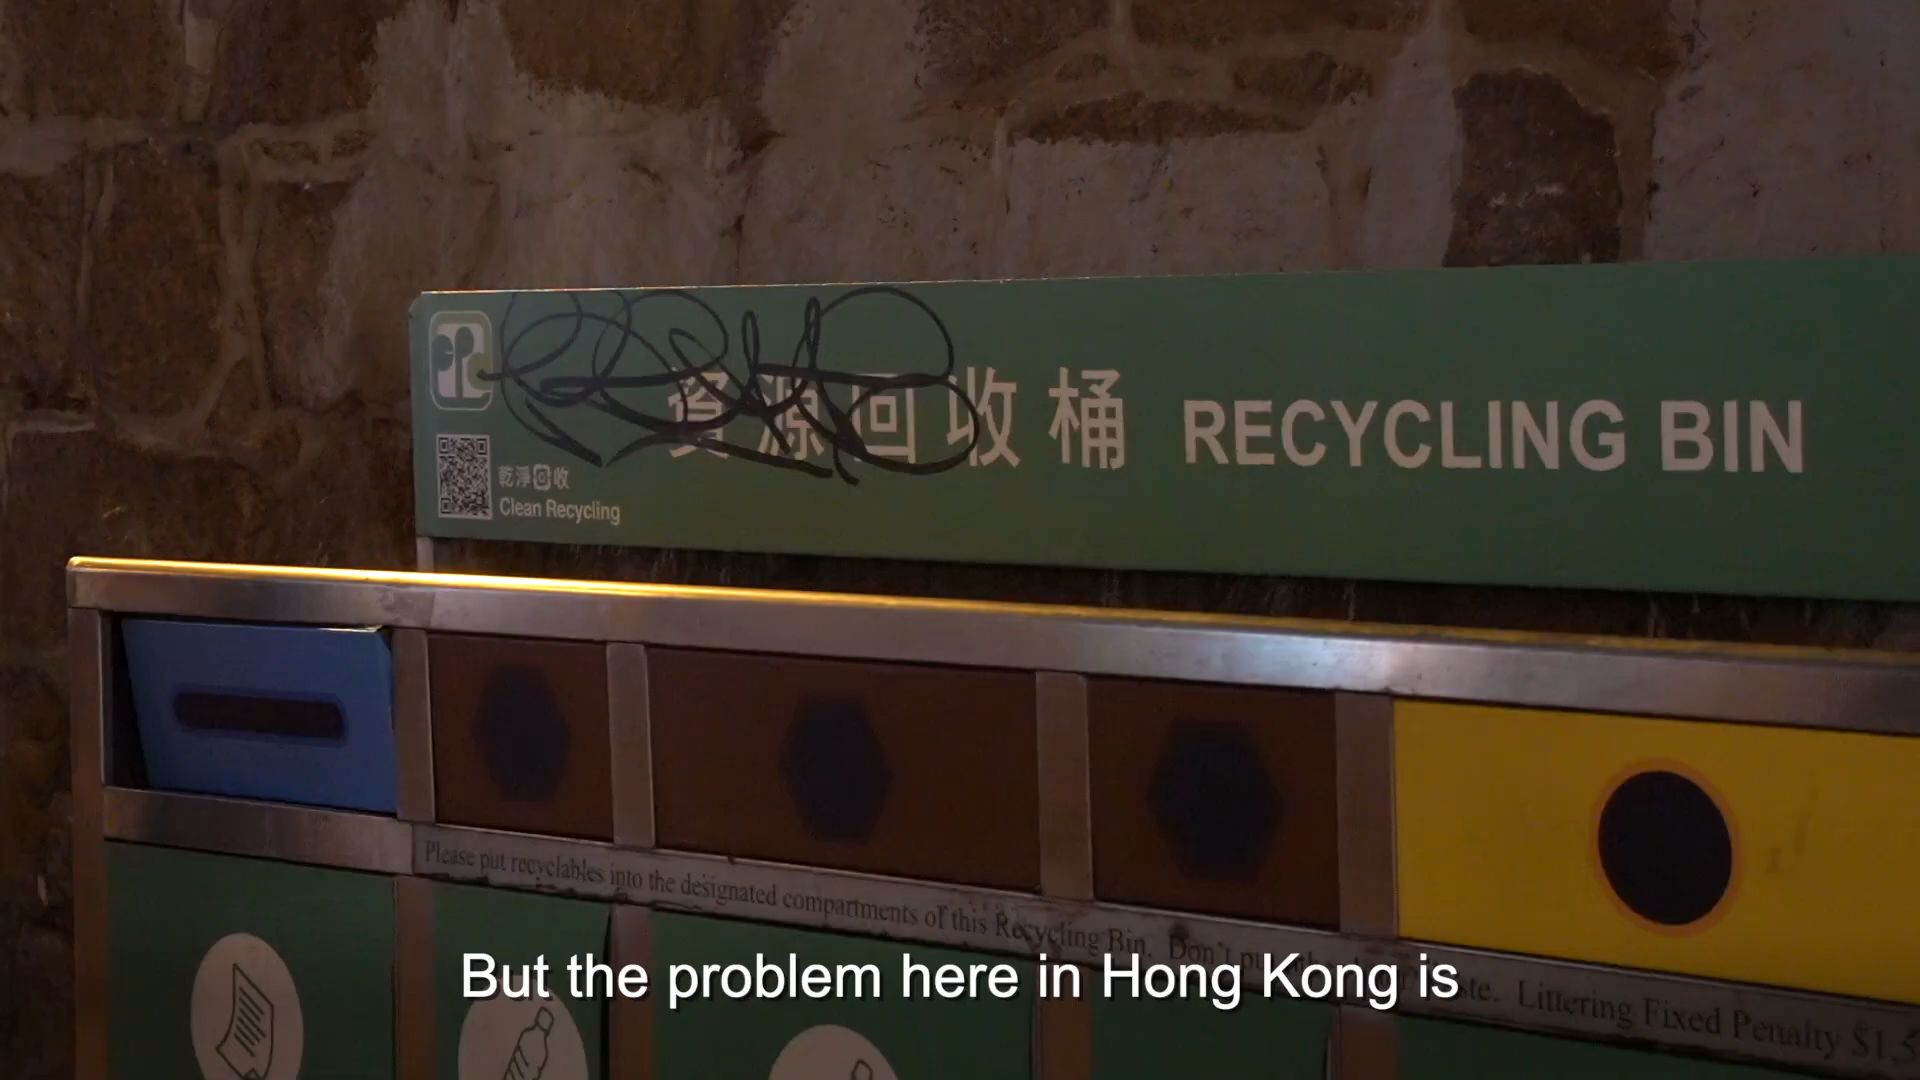 資源回收桶 RECYCLING BIN
乾淨回收
Clean Recycling
Please put recyclables into the designated compartments of this Recycling Bin. Don't put Littering Fixed Penalty
But the problem here in Hong Kong is